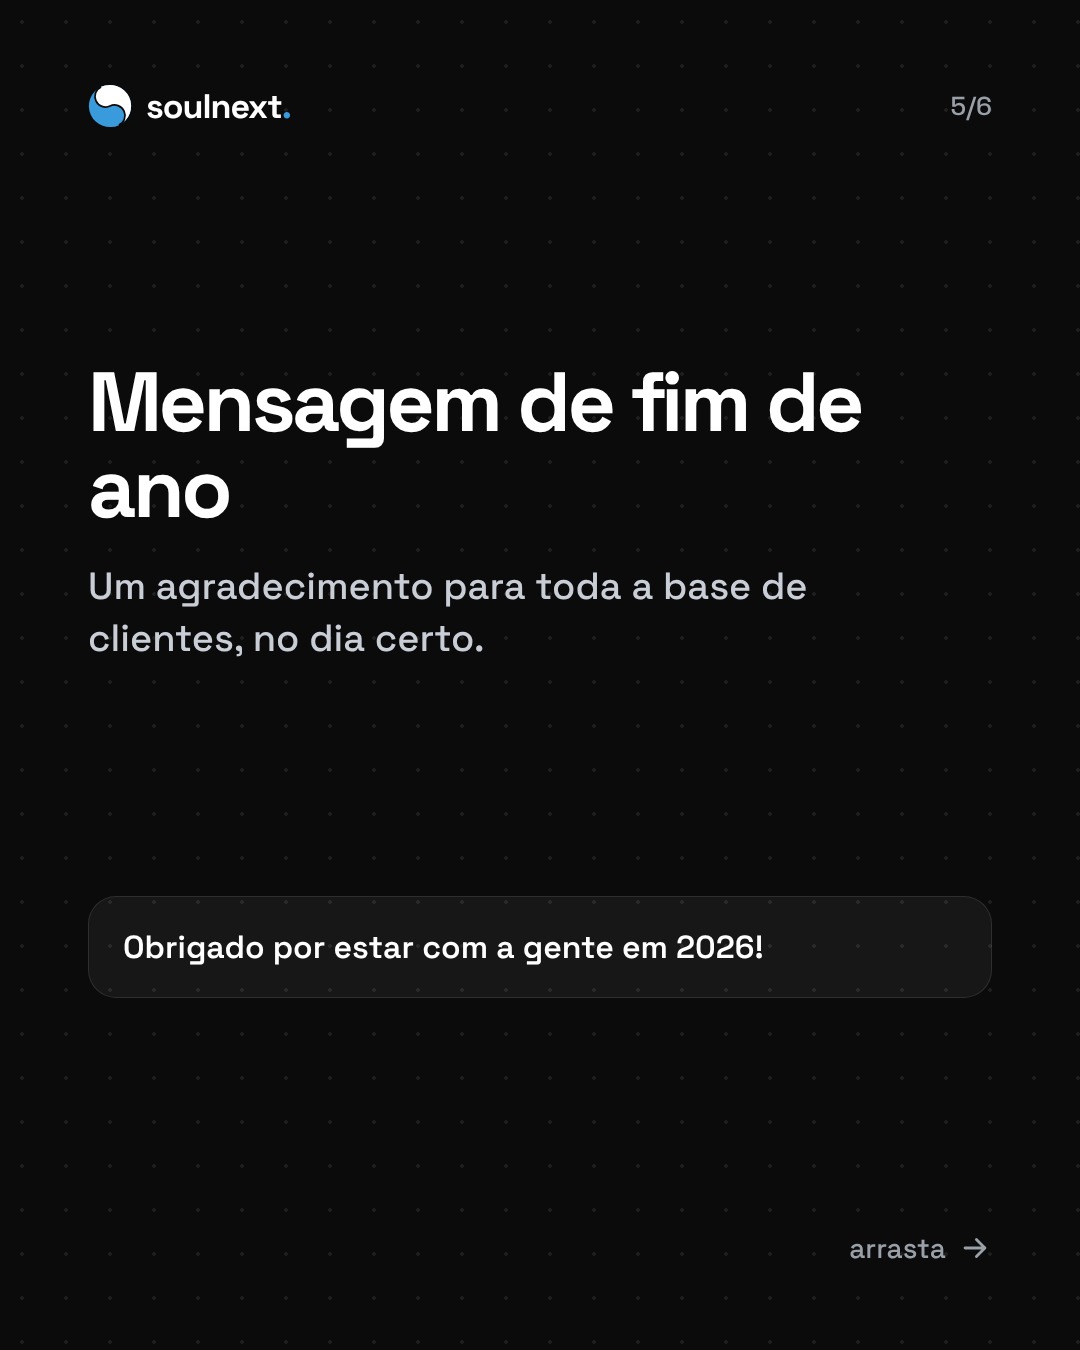 soulnext.
5/6
Mensagem de fim de
ano
Um agradecimento para toda a base de
clientes, no dia certo.
Obrigado por estar com a gente em 2026!
arrasta →